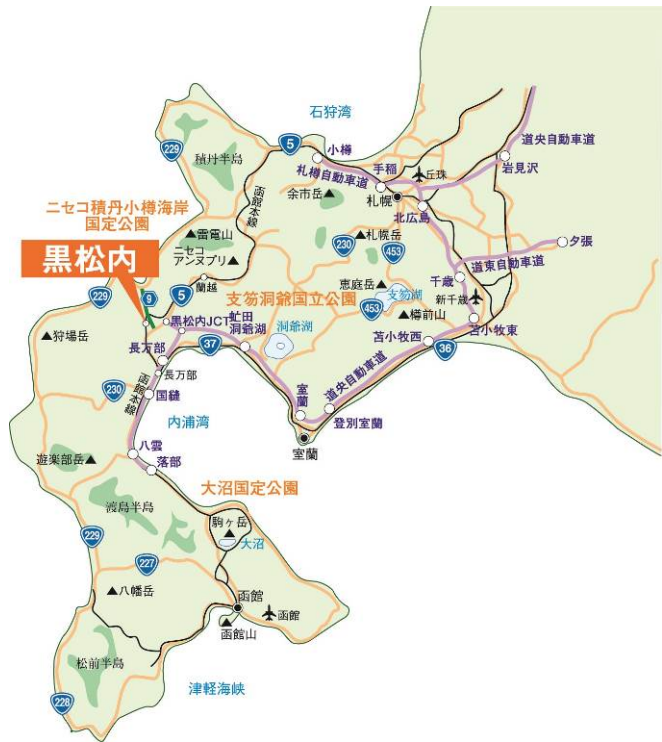 石狩湾
道央自動車道
229
5
小樽
積丹半島
手稲
丘珠
岩見沢
札樽自動車道
余市岳
札幌
北広島
函館本線
ニセコ積丹小樽海岸
国定公園
雷電山
230
札幌岳
453
夕張
黒松内
ニセコ
アンヌプリ
道東自動車道
千歳
恵庭岳
支笏湖
新千歳
229
9
5
蘭越
支笏洞爺国立公園
453
樽前山
狩場岳
黒松内JCT
虻田
洞爺湖
洞爺湖
苫小牧西
苫小牧東
37
36
長万部
長万部
道央自動車道
230
函館本線
国縫
内浦湾
室蘭
登別室蘭
室蘭
八雲
遊楽部岳
落部
大沼国定公園
渡島半島
駒ヶ岳
大沼
229
227
八幡岳
函館
函館
函館山
松前半島
津軽海峡
228